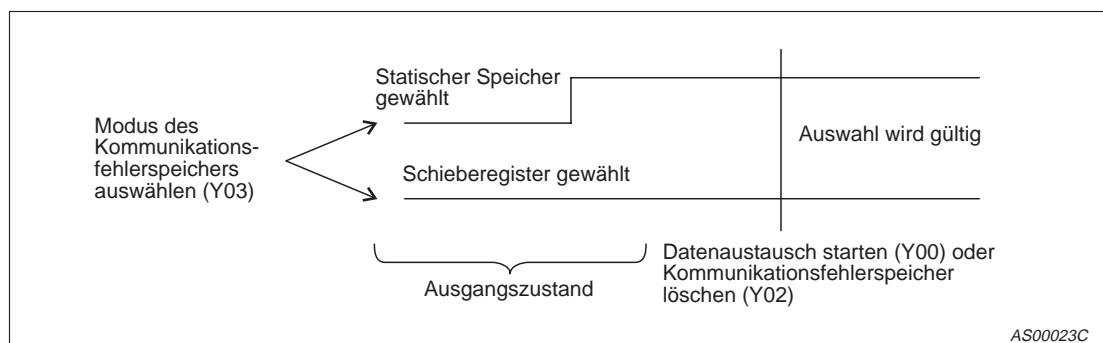 Modus des
Kommunikations-
fehlerspeichers
auswählen (Y03)
Statischer Speicher
gewählt
Schieberegister gewählt
Auswahl wird gültig
Ausgangszustand
Datenaustausch starten (Y00) oder
Kommunikationsfehlerspeicher
löschen (Y02)
AS00023C